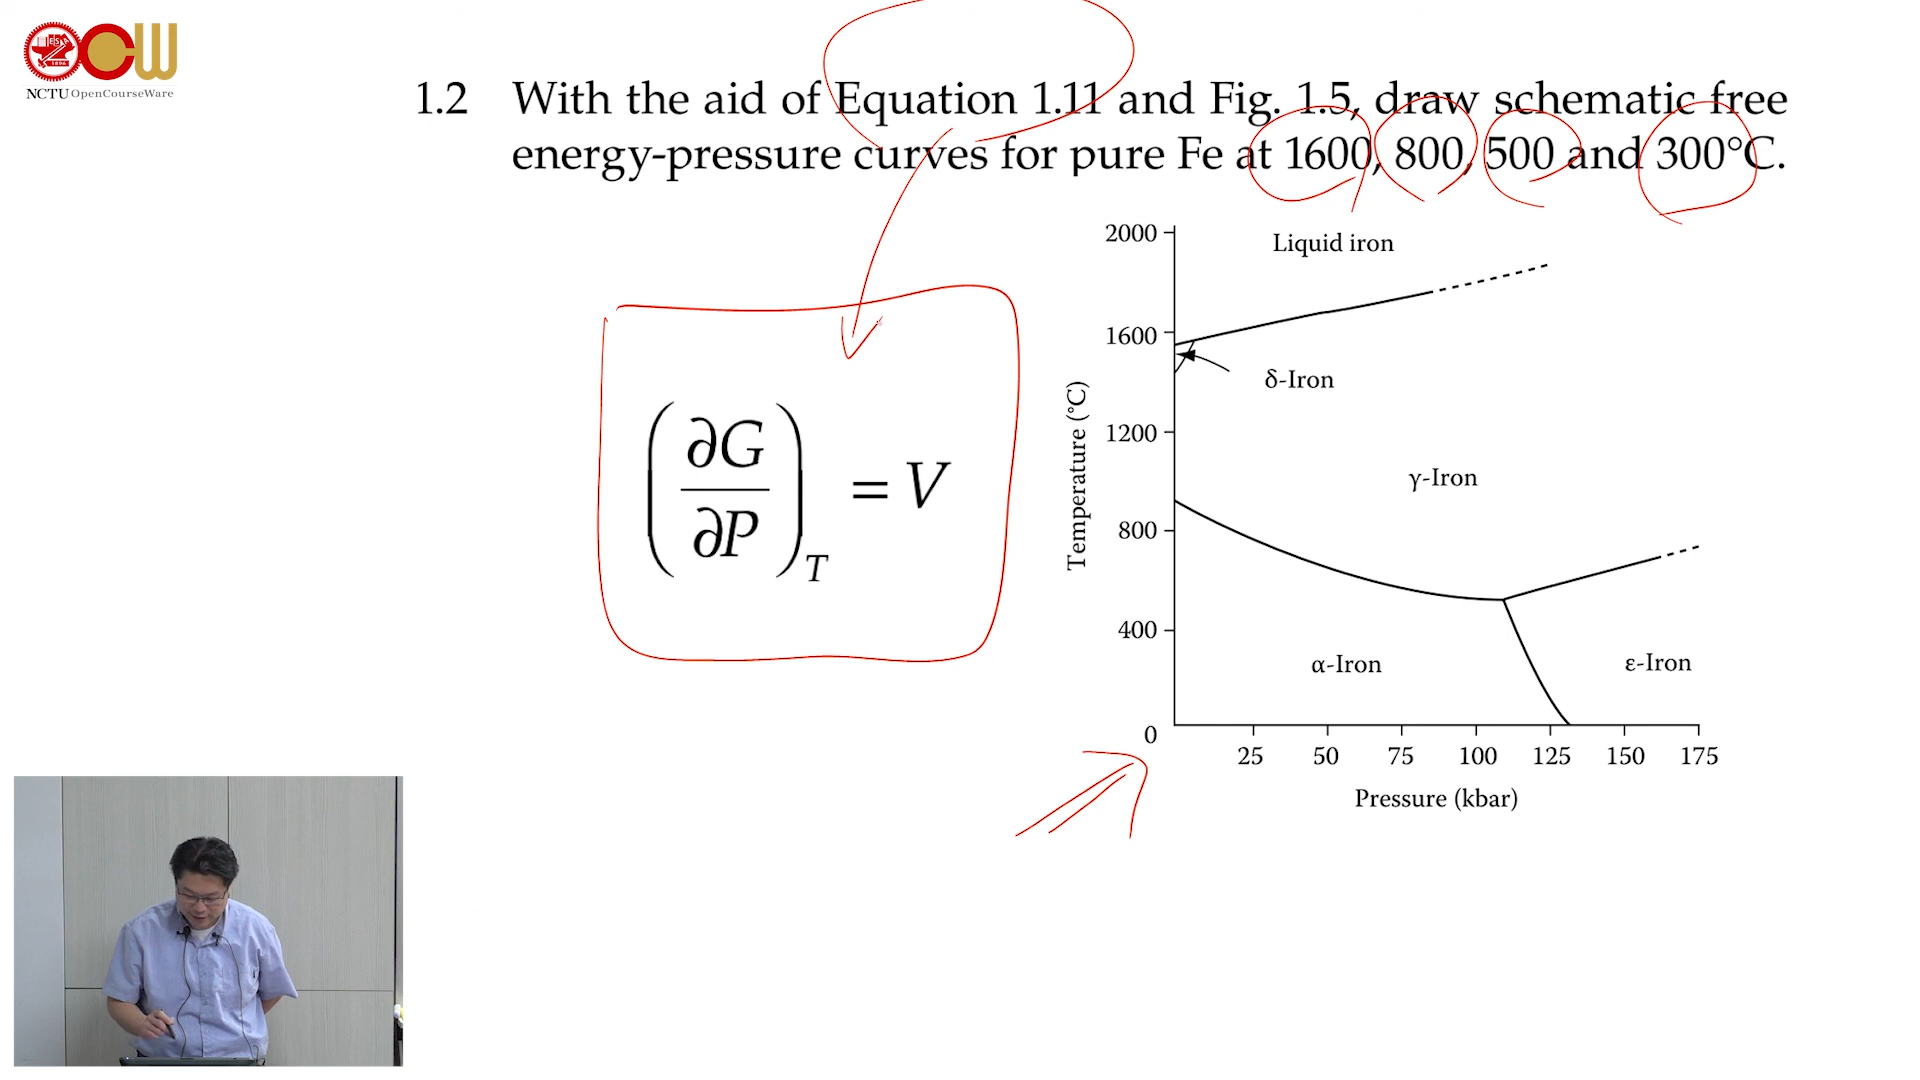 NCTU OpenCourseWare
1.2 With the aid of Equation 1.11 and Fig. 1.5, draw schematic free
energy-pressure curves for pure Fe at 1600, 800, 500 and 300°C.
(∂G/∂P)_T = V
Temperature (°C)
2000
1600
1200
800
400
0
Liquid iron
δ-Iron
γ-Iron
α-Iron
ε-Iron
25 50 75 100 125 150 175
Pressure (kbar)